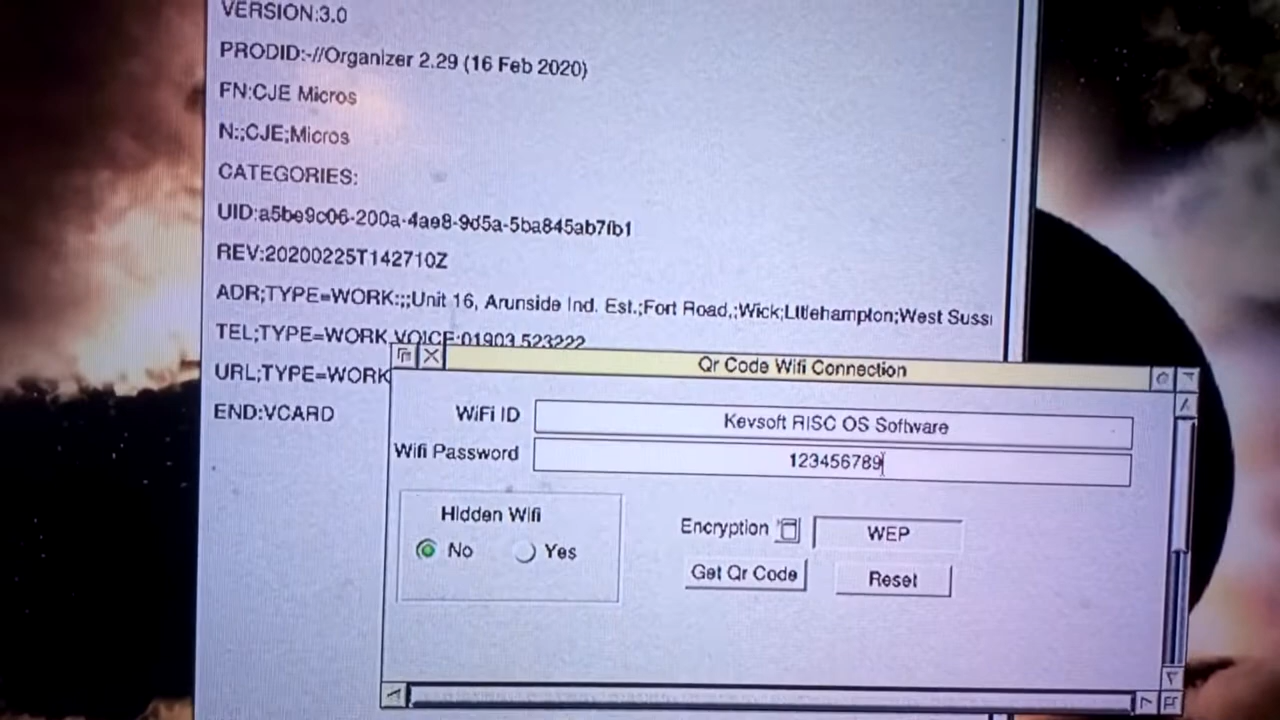 VERSION:3.0
PRODID:-//Organizer 2.29 (16 Feb 2020)
FN:CJE Micros
N:;CJE;Micros
CATEGORIES:
UID:a5be9c06-200a-4ae8-9d5a-5ba845ab7fb1
REV:20200225T142710Z
ADR;TYPE=WORK:;;Unit 16, Arunside Ind. Est.;Fort Road,;Wick;Littlehampton;West Suss
TEL;TYPE=WORK,VOICE:01903 523222
URL;TYPE=WORK
END:VCARD
Qr Code Wifi Connection
WiFi ID
Kevsoft RISC OS Software
Wifi Password
123456789
Hidden Wifi
No
Yes
Encryption
WEP
Get Qr Code
Reset